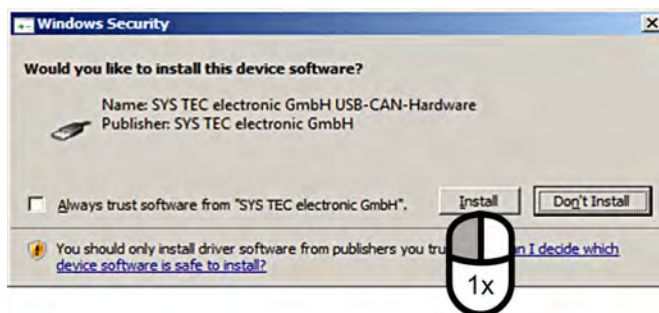 Windows Security
Would you like to install this device software?
Name: SYS TEC electronic GmbH USB-CAN-Hardware
Publisher: SYS TEC electronic GmbH
Always trust software from "SYS TEC electronic GmbH".
Install
Don't Install
You should only install driver software from publishers you tru n I decide which
device software is safe to install?
1x